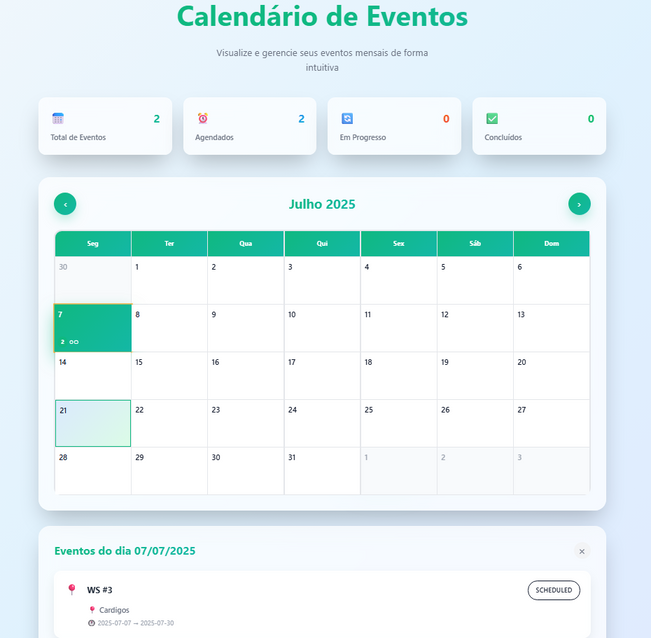 Calendário de Eventos
Visualize e gerencie seus eventos mensais de forma
intuitiva
2 2 0 0
Total de Eventos Agendados Em Progresso Concluídos
‹ Julho 2025 ›
Seg Ter Qua Qui Sex Sáb Dom
30 1 2 3 4 5 6
7 8 9 10 11 12 13
2
14 15 16 17 18 19 20
21 22 23 24 25 26 27
28 29 30 31 1 2 3
Eventos do dia 07/07/2025 ×
WS #3 SCHEDULED
Cardigos
2025-07-07 → 2025-07-30